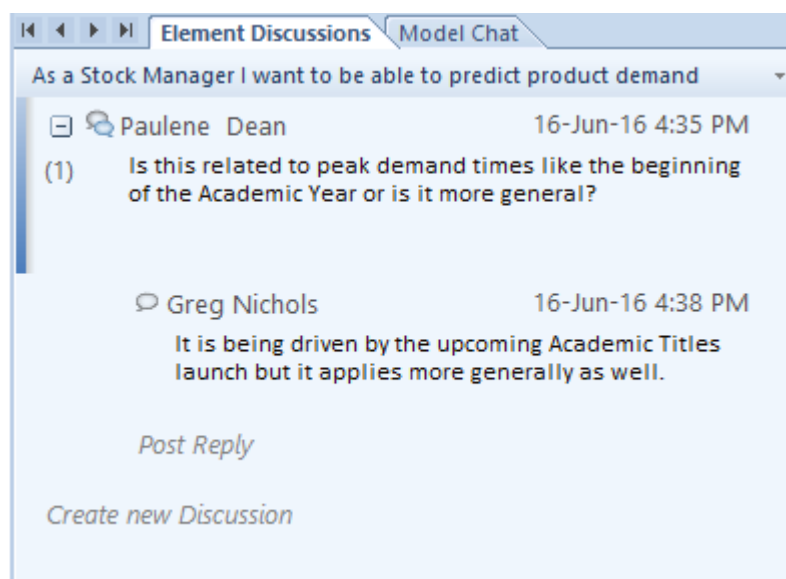 Element Discussions
Model Chat
As a Stock Manager I want to be able to predict product demand
Paulene Dean
16-Jun-16 4:35 PM
(1)
Is this related to peak demand times like the beginning
of the Academic Year or is it more general?
Greg Nichols
16-Jun-16 4:38 PM
It is being driven by the upcoming Academic Titles
launch but it applies more generally as well.
Post Reply
Create new Discussion